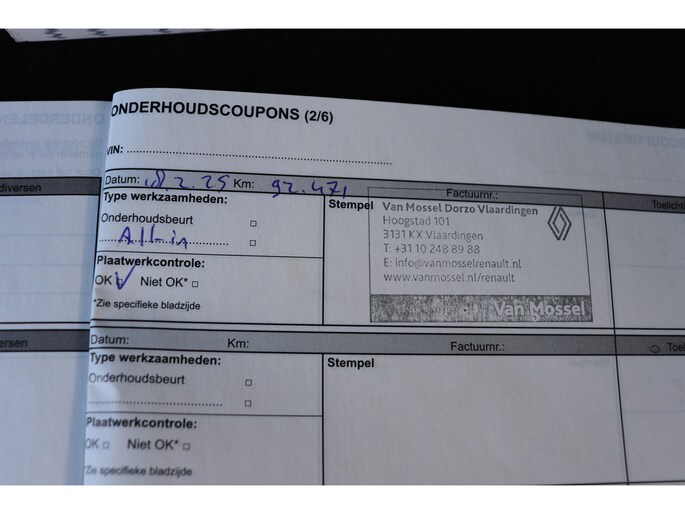 ONDERHOUDSCOUPONS (2/6)
VIN:
Datum: 18.2.25 Km: 92.471 Factuurnr.:
Type werkzaamheden:
Stempel
Onderhoudsbeurt
Plaatwerkcontrole:
OK Niet OK*
*Zie specifieke bladzijde
Van Mossel Dorzo Vlaardingen
Hoogstad 101
3131 KX Vlaardingen
T: +31 10 248 89 88
E: info@vanmosselrenault.nl
www.vanmossel.nl/renault
Van Mossel
diversen
Datum: Km: Factuurnr.:
Type werkzaamheden:
Stempel
Onderhoudsbeurt
Plaatwerkcontrole:
OK Niet OK*
*Zie specifieke bladzijde